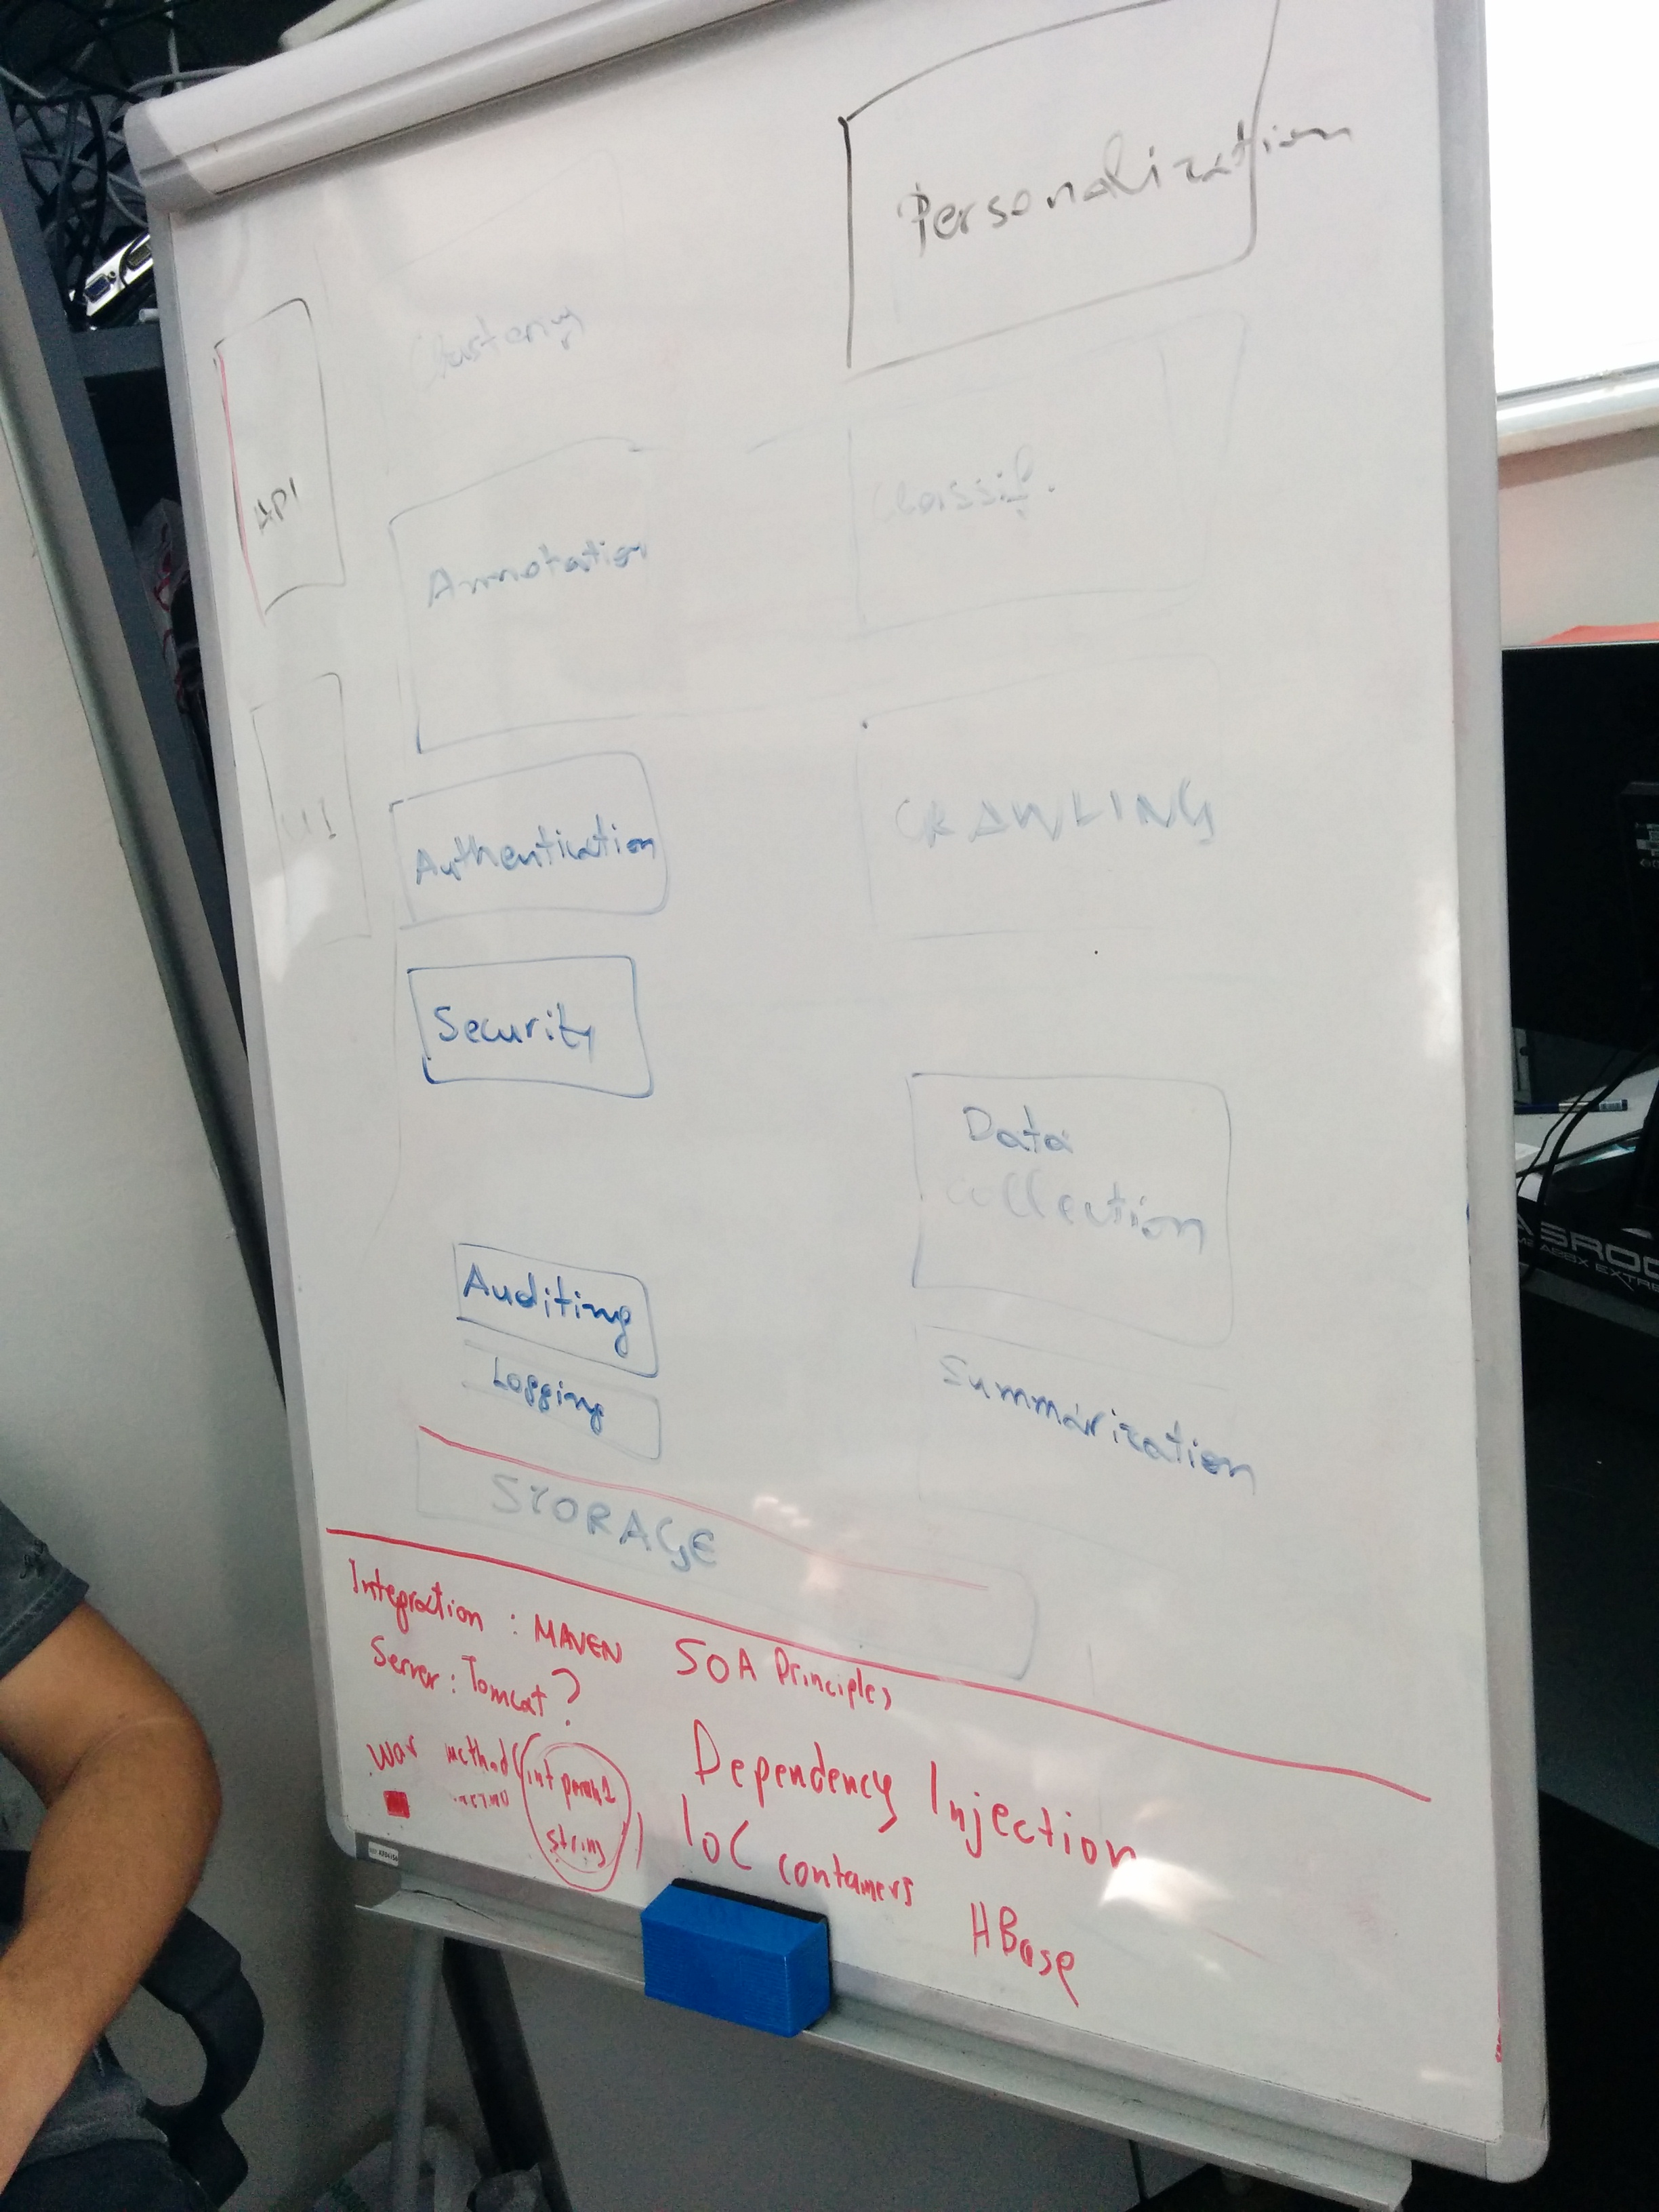 Personalization
Clustering
API
Classif.
Annotation
UI
CRAWLING
Authentication
Security
Data
collection
Auditing
Logging
Summarization
STORAGE
Integration : MAVEN
SOA Principles
Server : Tomcat ?
war
method(int param1
string)
Dependency Injection
IoC containers
HBase
ASROC